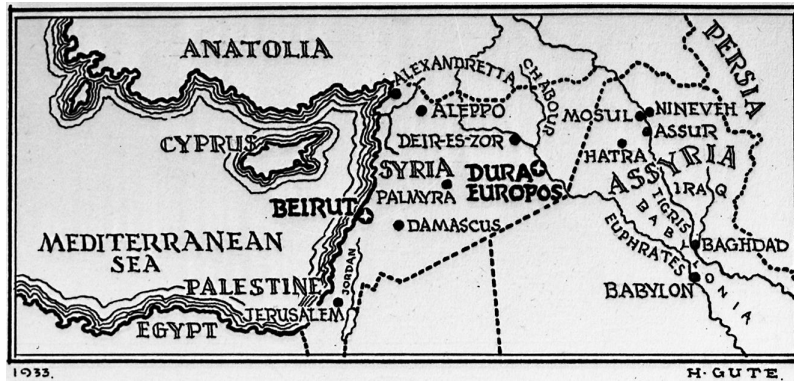 ANATOLIA
PERSIA
ALEXANDRETTA
CHABOUR
ALEPPO
MOSUL
NINEVEH
ASSUR
CYPRUS
DEIR-ES-ZOR
HATRA
SYRIA
DURA
EUROPOS
ASSYRIA
PALMYRA
IRAQ
BEIRUT
TIGRIS
DAMASCUS
BABYLONIA
MEDITERRANEAN
SEA
EUPHRATES
BAGHDAD
JORDAN
PALESTINE
BABYLON
JERUSALEM
EGYPT
1933.
H·GUTE·